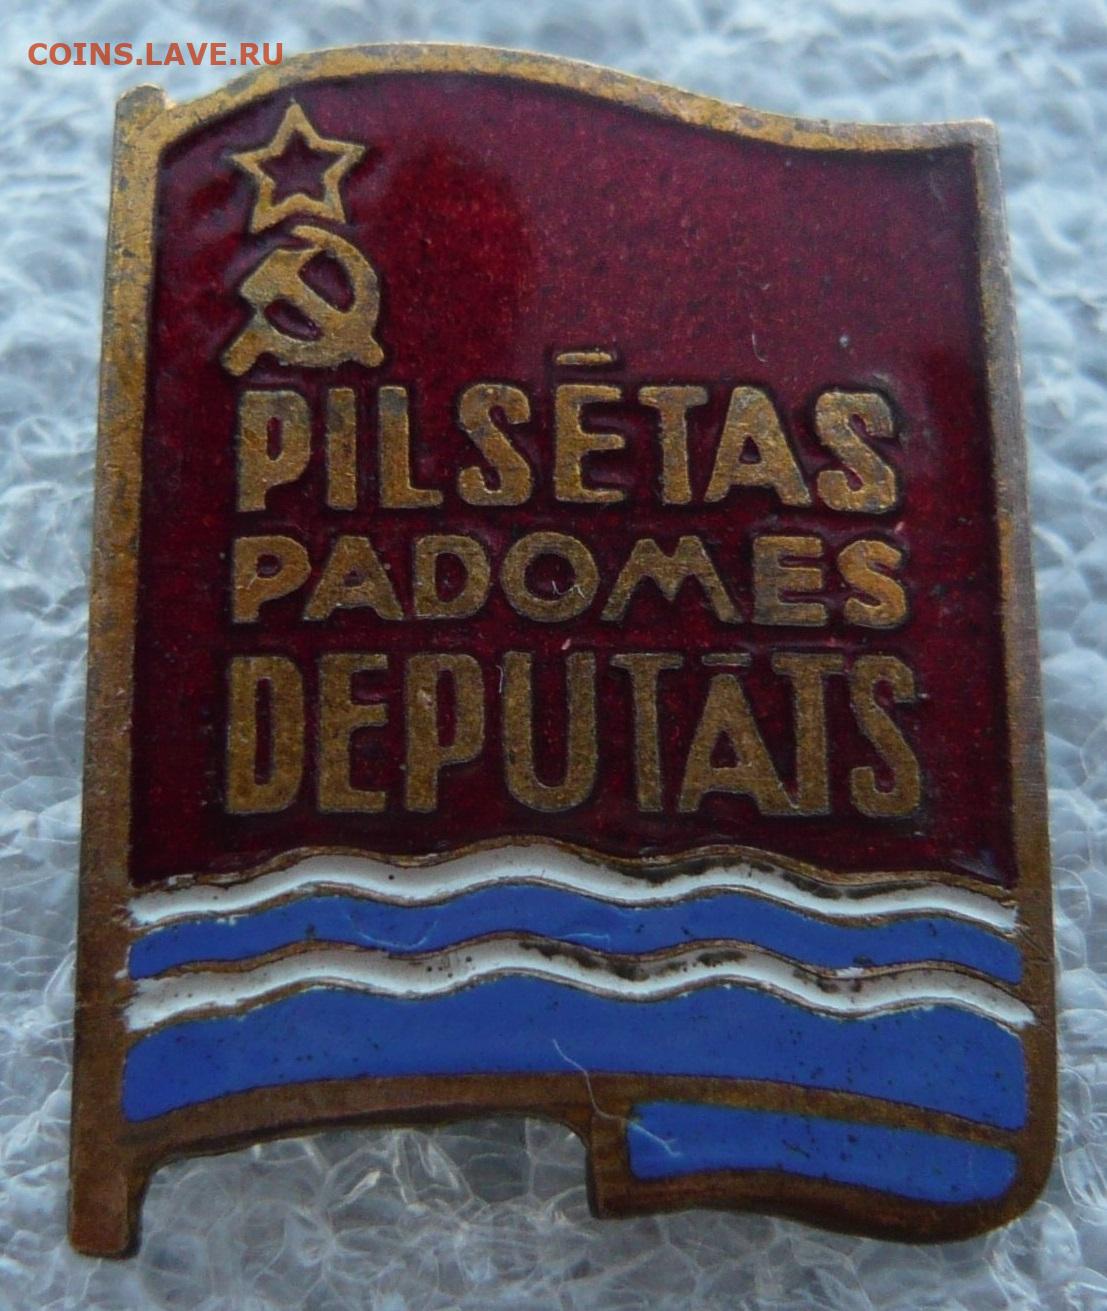 COINS.LAVE.RU
PILSĒTAS
PADOMES
DEPUTĀTS